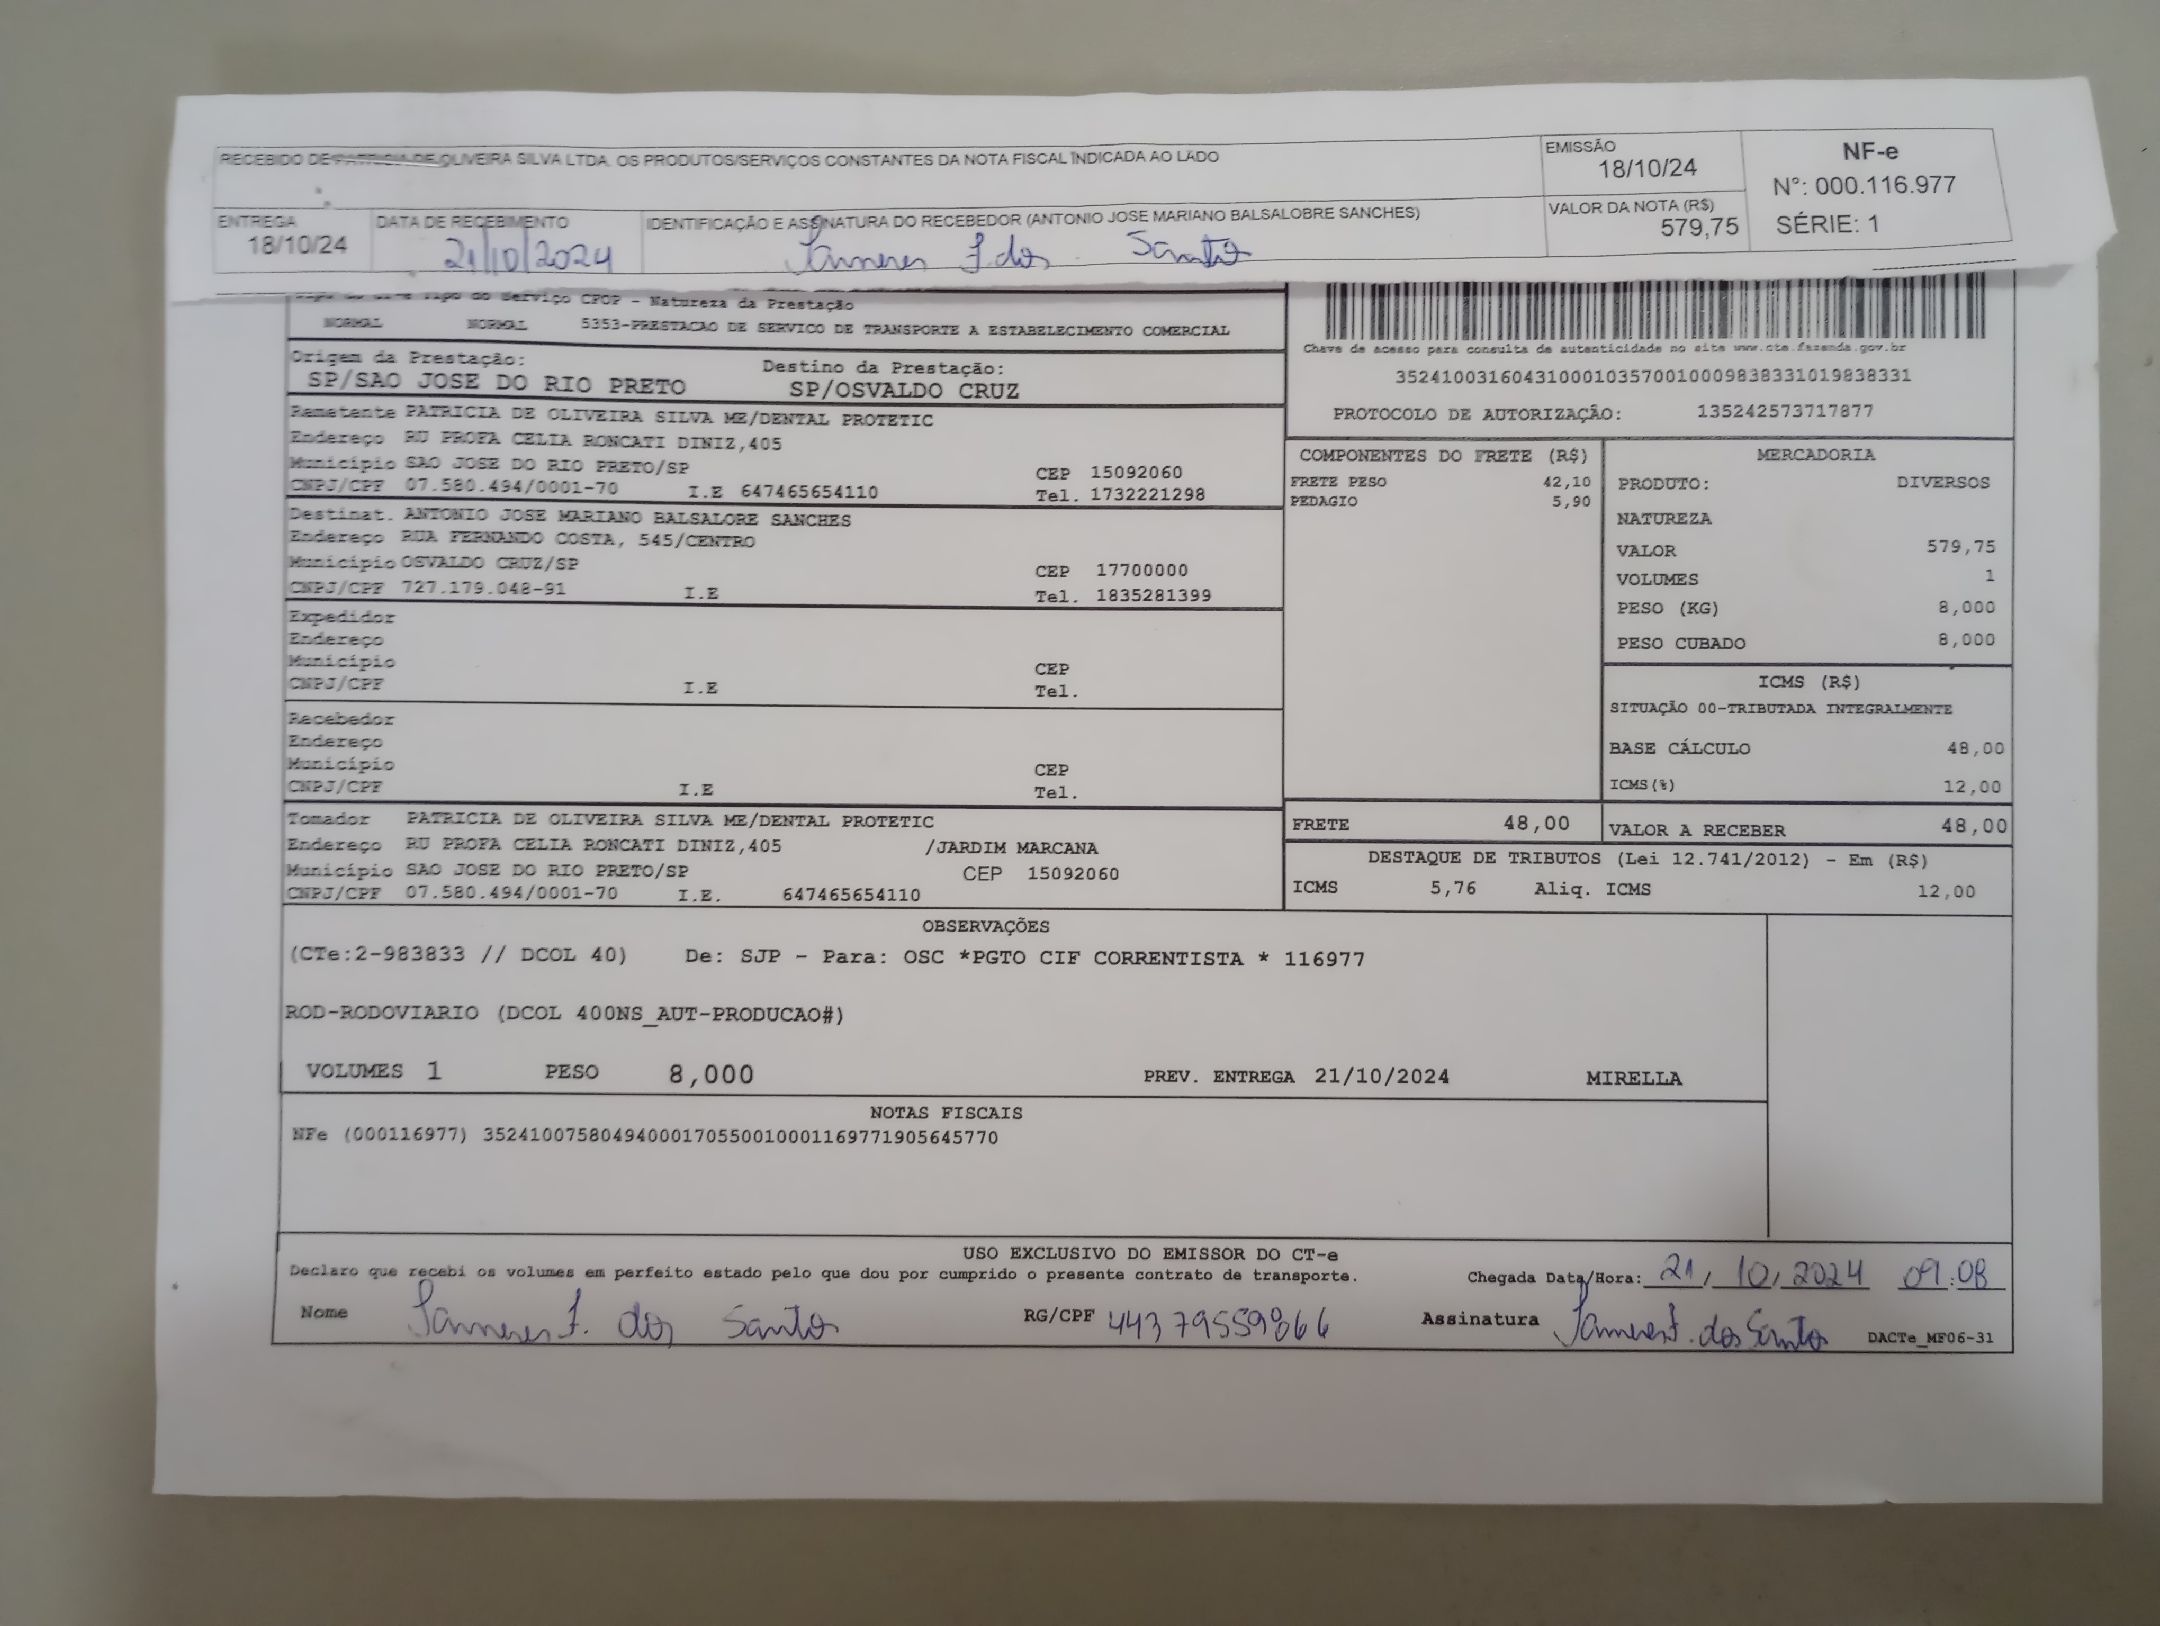 RECEBIDO DE PATRICIA DE OLIVEIRA SILVA LTDA. OS PRODUTOS/SERVIÇOS CONSTANTES DA NOTA FISCAL INDICADA AO LADO
EMISSÃO
18/10/24
NF-e
N°: 000.116.977
SÉRIE: 1
ENTREGA
18/10/24
DATA DE RECEBIMENTO
21/10/2024
IDENTIFICAÇÃO E ASSINATURA DO RECEBEDOR (ANTONIO JOSE MARIANO BALSALOBRE SANCHES)
dos Santos
VALOR DA NOTA (R$)
579,75
Tipo do Serviço CFOP - Natureza da Prestação
NORMAL NORMAL 5353-PRESTACAO DE SERVICO DE TRANSPORTE A ESTABELECIMENTO COMERCIAL
Chave de acesso para consulta de autenticidade no site www.cte.fazenda.gov.br
35241003160431000103570010009838331019838331
PROTOCOLO DE AUTORIZAÇÃO: 135242573717877
Origem da Prestação: Destino da Prestação:
SP/SAO JOSE DO RIO PRETO SP/OSVALDO CRUZ
Remetente PATRICIA DE OLIVEIRA SILVA ME/DENTAL PROTETIC
Endereço RU PROFA CELIA RONCATI DINIZ,405
Município SAO JOSE DO RIO PRETO/SP CEP 15092060
CNPJ/CPF 07.580.494/0001-70 I.E 647465654110 Tel. 1732221298
Destinat. ANTONIO JOSE MARIANO BALSALORE SANCHES
Endereço RUA FERNANDO COSTA, 545/CENTRO
Município OSVALDO CRUZ/SP CEP 17700000
CNPJ/CPF 727.179.048-91 I.E Tel. 1835281399
Expedidor
Endereço
Município CEP
CNPJ/CPF I.E Tel.
Recebedor
Endereço
Município CEP
CNPJ/CPF I.E Tel.
Tomador PATRICIA DE OLIVEIRA SILVA ME/DENTAL PROTETIC
Endereço RU PROFA CELIA RONCATI DINIZ,405 /JARDIM MARCANA
Município SAO JOSE DO RIO PRETO/SP CEP 15092060
CNPJ/CPF 07.580.494/0001-70 I.E. 647465654110
COMPONENTES DO FRETE (R$)
FRETE PESO 42,10
PEDAGIO 5,90
MERCADORIA
PRODUTO: DIVERSOS
NATUREZA
VALOR 579,75
VOLUMES 1
PESO (KG) 8,000
PESO CUBADO 8,000
ICMS (R$)
SITUAÇÃO 00-TRIBUTADA INTEGRALMENTE
BASE CÁLCULO 48,00
ICMS(%) 12,00
FRETE 48,00 VALOR A RECEBER 48,00
DESTAQUE DE TRIBUTOS (Lei 12.741/2012) - Em (R$)
ICMS 5,76 Aliq. ICMS 12,00
OBSERVAÇÕES
(CTe:2-983833 // DCOL 40) De: SJP - Para: OSC *PGTO CIF CORRENTISTA * 116977
ROD-RODOVIARIO (DCOL 400NS_AUT-PRODUCAO#)
VOLUMES 1 PESO 8,000 PREV. ENTREGA 21/10/2024 MIRELLA
NOTAS FISCAIS
NFe (000116977) 35241007580494000170550010001169771905645770
USO EXCLUSIVO DO EMISSOR DO CT-e
Declaro que recebi os volumes em perfeito estado pelo que dou por cumprido o presente contrato de transporte.
Chegada Data/Hora: 21/10/2024 09:08
Nome dos Santos RG/CPF 44379559866 Assinatura dos Santos DACTe_MF06-31